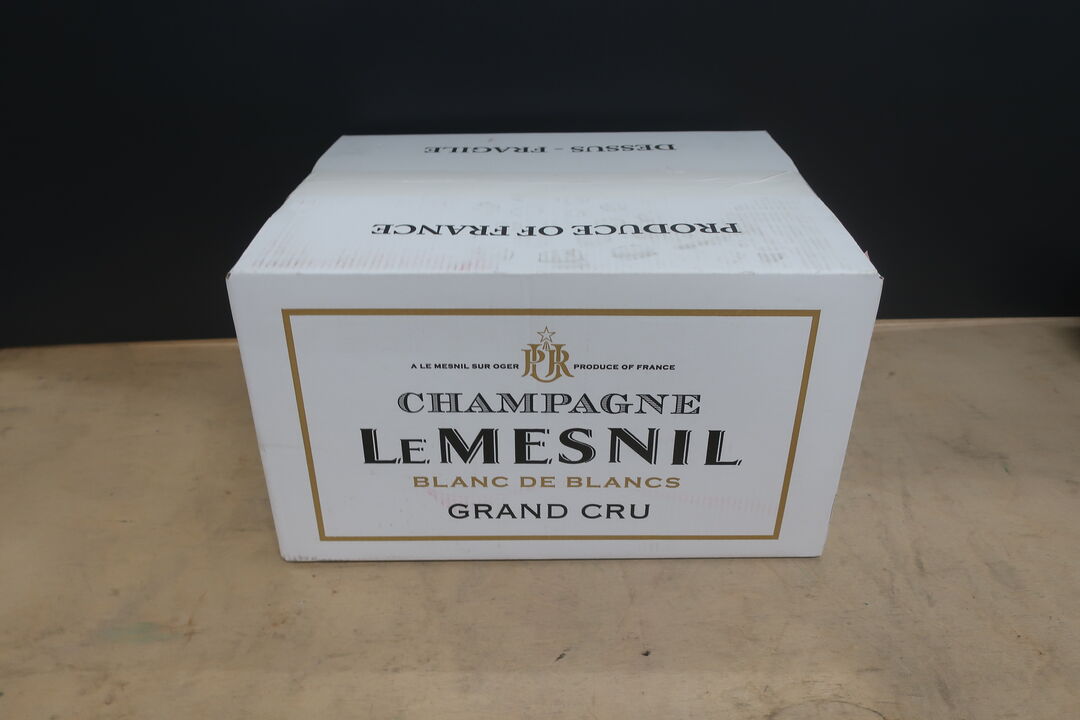 DESSUS - FRAGILE
PRODUCE OF FRANCE
A LE MESNIL SUR OGER UPR PRODUCE OF FRANCE
CHAMPAGNE
LE MESNIL
BLANC DE BLANCS
GRAND CRU